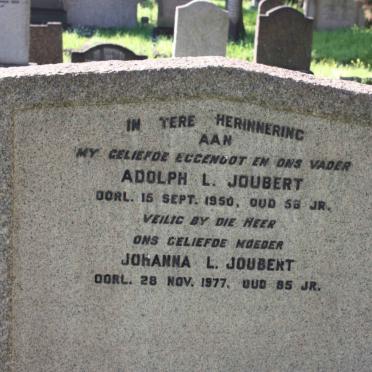 IN TERE HERINNERING
AAN
MY GELIEFDE EGGENOOT EN ONS VADER
ADOLPH L. JOUBERT
OORL. 15 SEPT. 1950, OUD 56 JR.
VEILIG BY DIE HEER
ONS GELIEFDE MOEDER
JOHANNA L. JOUBERT
OORL. 28 NOV. 1977, OUD 85 JR.